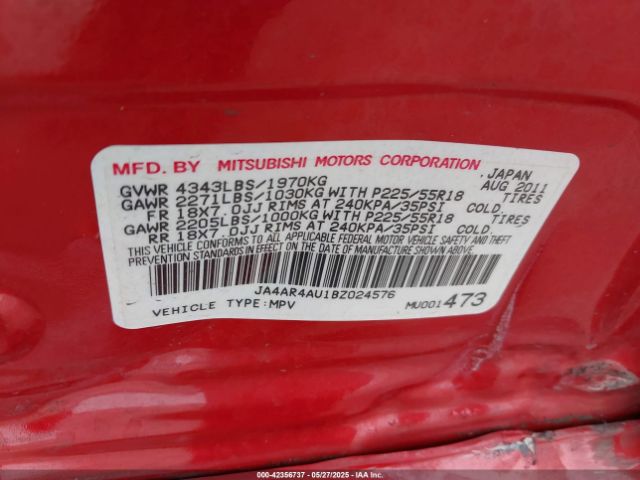 MFD. BY MITSUBISHI MOTORS CORPORATION JAPAN
GVWR 4343LBS/1970KG AUG 2011
GAWR 2271LBS/1030KG WITH P225/55R18 TIRES
FR 18X7.0JJ RIMS AT 240KPA/35PSI COLD.
GAWR 2205LBS/1000KG WITH P225/55R18 TIRES
RR 18X7.0JJ RIMS AT 240KPA/35PSI COLD.
THIS VEHICLE CONFORMS TO ALL APPLICABLE FEDERAL MOTOR VEHICLE SAFETY AND THEFT
PREVENTION STANDARDS IN EFFECT ON THE DATE OF MANUFACTURE SHOWN ABOVE.
JA4AR4AU1BZ024576
VEHICLE TYPE:MPV MU001473
000-42356737 - 05/27/2025 - IAAI.COM